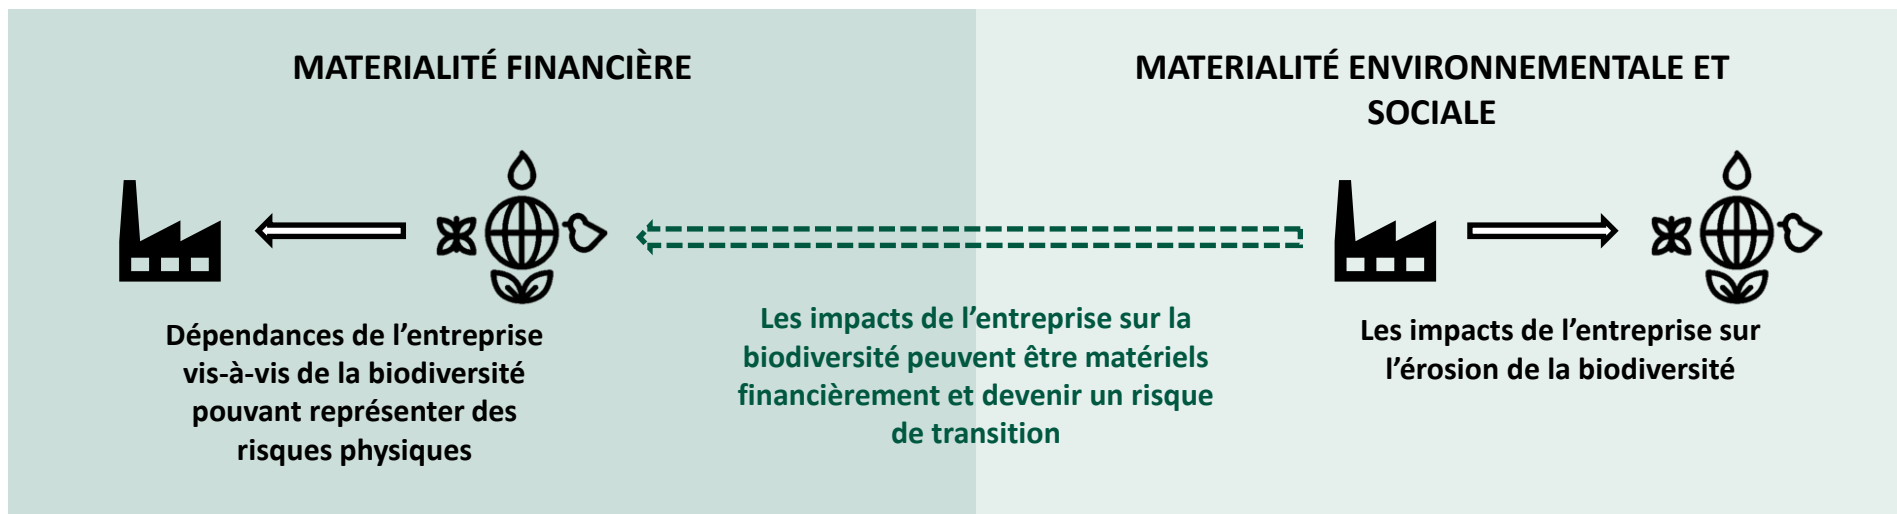 MATERIALITÉ FINANCIÈRE
MATERIALITÉ ENVIRONNEMENTALE ET
SOCIALE
Dépendances de l’entreprise
vis-à-vis de la biodiversité
pouvant représenter des
risques physiques
Les impacts de l’entreprise sur la
biodiversité peuvent être matériels
financièrement et devenir un risque
de transition
Les impacts de l’entreprise sur
l’érosion de la biodiversité